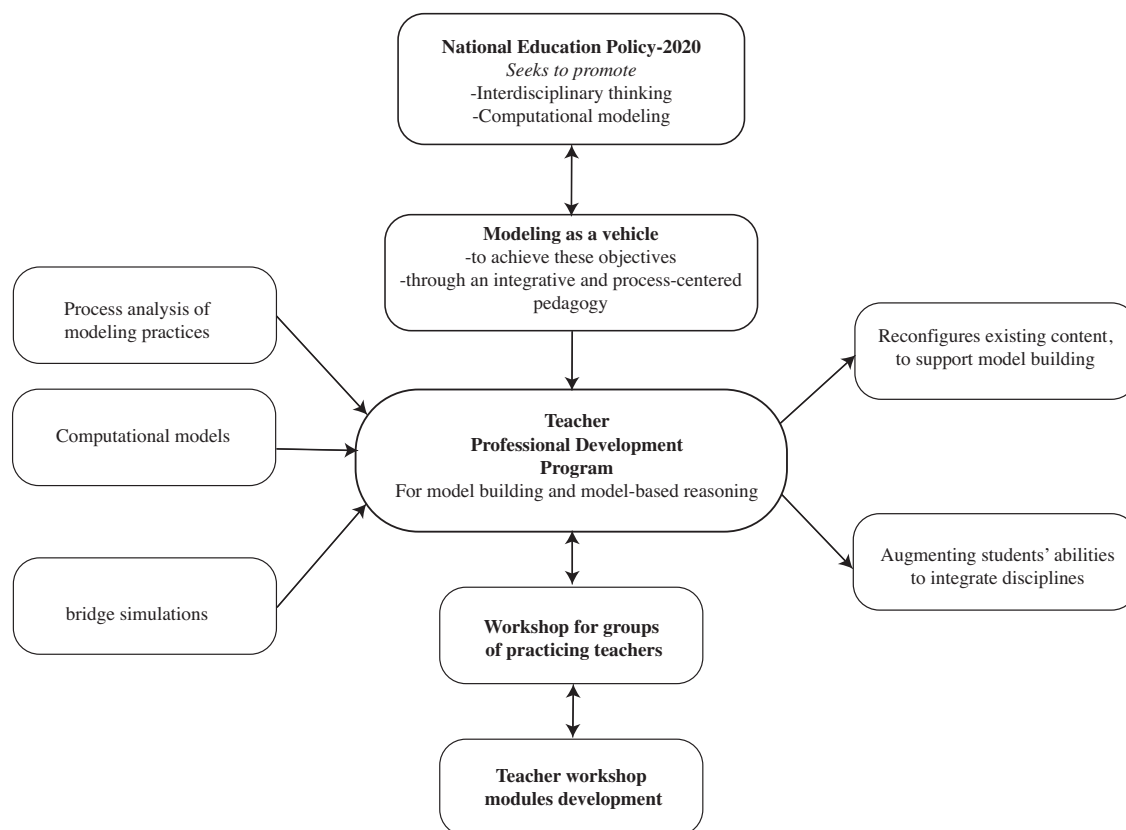 National Education Policy-2020
Seeks to promote
-Interdisciplinary thinking
-Computational modeling
Modeling as a vehicle
-to achieve these objectives
-through an integrative and process-centered
pedagogy
Process analysis of
modeling practices
Computational models
bridge simulations
Teacher
Professional Development
Program
For model building and model-based reasoning
Reconfigures existing content,
to support model building
Augmenting students’ abilities
to integrate disciplines
Workshop for groups
of practicing teachers
Teacher workshop
modules development